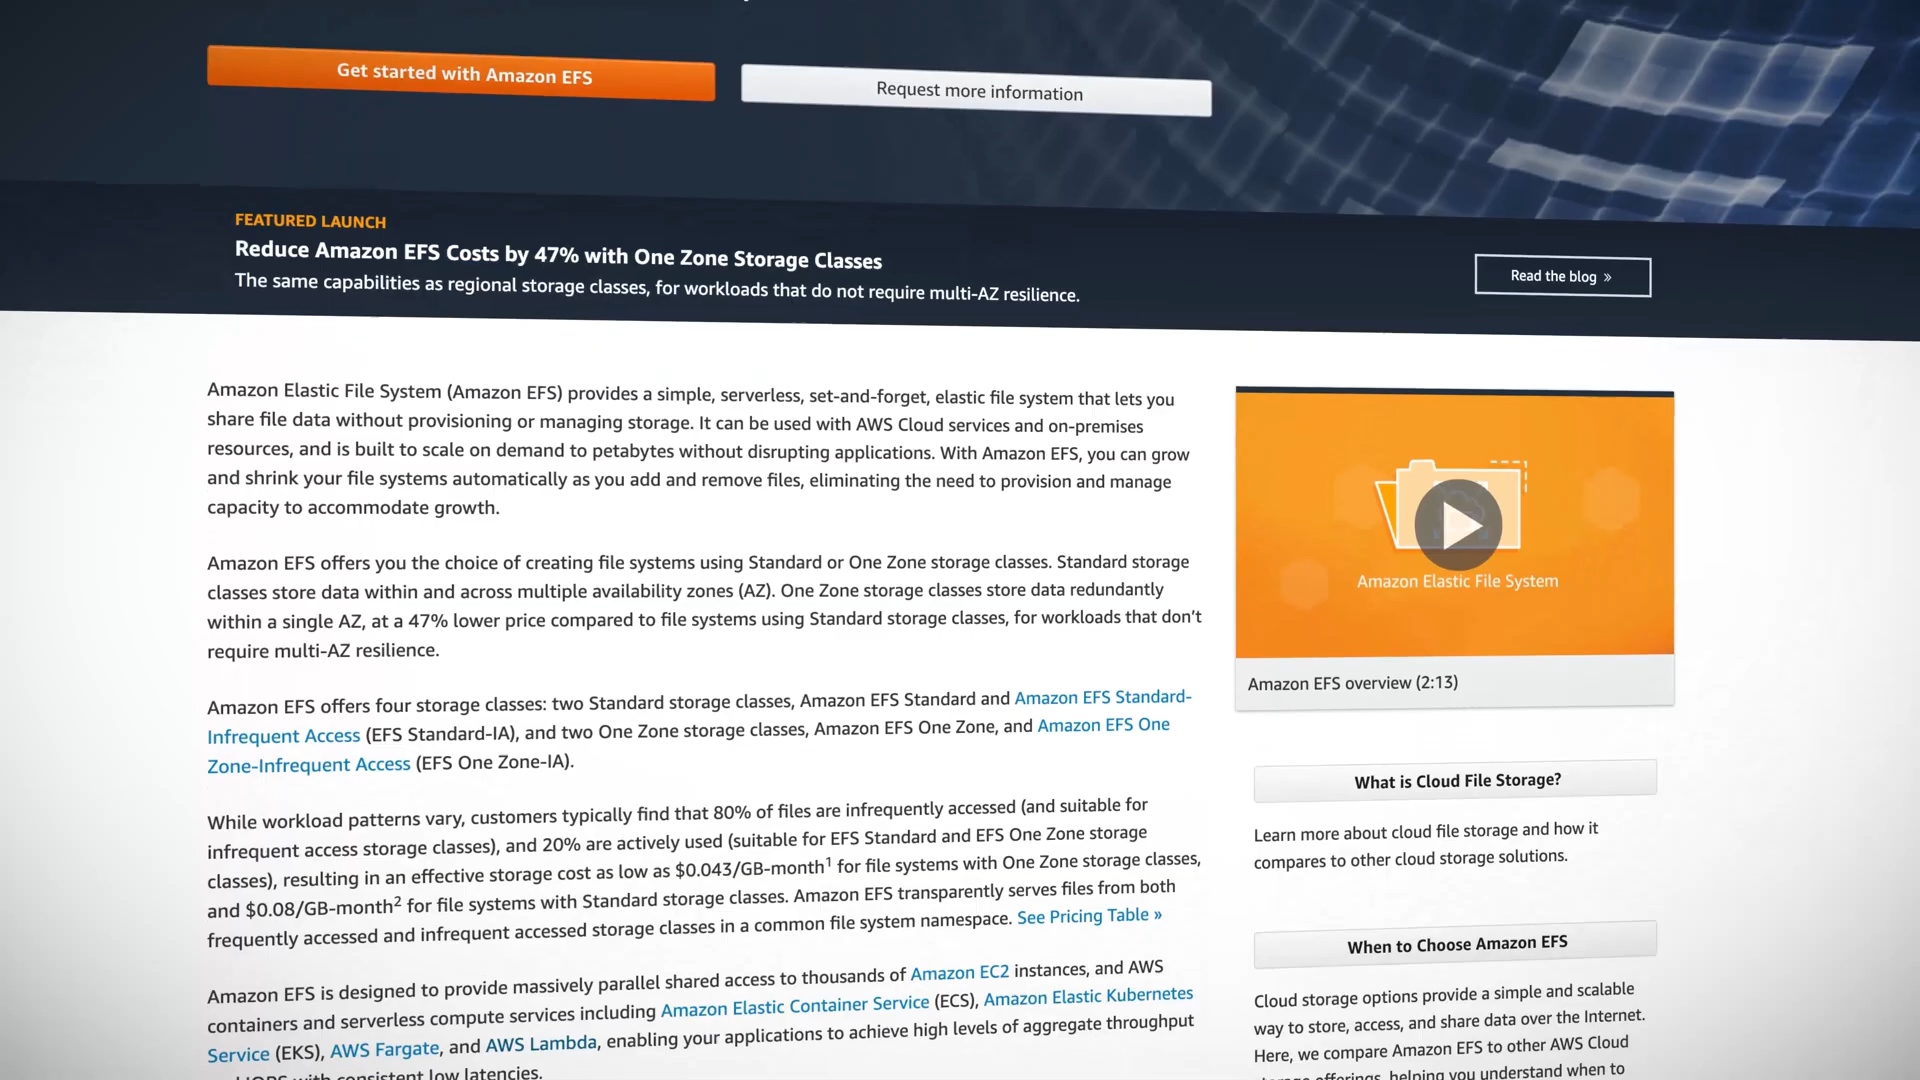 Get started with Amazon EFS
Request more information
FEATURED LAUNCH
Reduce Amazon EFS Costs by 47% with One Zone Storage Classes
The same capabilities as regional storage classes, for workloads that do not require multi-AZ resilience.
Read the blog »
Amazon Elastic File System (Amazon EFS) provides a simple, serverless, set-and-forget, elastic file system that lets you
share file data without provisioning or managing storage. It can be used with AWS Cloud services and on-premises
resources, and is built to scale on demand to petabytes without disrupting applications. With Amazon EFS, you can grow
and shrink your file systems automatically as you add and remove files, eliminating the need to provision and manage
capacity to accommodate growth.
Amazon EFS offers you the choice of creating file systems using Standard or One Zone storage classes. Standard storage
classes store data within and across multiple availability zones (AZ). One Zone storage classes store data redundantly
within a single AZ, at a 47% lower price compared to file systems using Standard storage classes, for workloads that don’t
require multi-AZ resilience.
Amazon EFS offers four storage classes: two Standard storage classes, Amazon EFS Standard and Amazon EFS Standard-
Infrequent Access (EFS Standard-IA), and two One Zone storage classes, Amazon EFS One Zone, and Amazon EFS One
Zone-Infrequent Access (EFS One Zone-IA).
While workload patterns vary, customers typically find that 80% of files are infrequently accessed (and suitable for
infrequent access storage classes), and 20% are actively used (suitable for EFS Standard and EFS One Zone storage
classes), resulting in an effective storage cost as low as $0.043/GB-month¹ for file systems with One Zone storage classes,
and $0.08/GB-month² for file systems with Standard storage classes. Amazon EFS transparently serves files from both
frequently accessed and infrequent accessed storage classes in a common file system namespace. See Pricing Table »
Amazon EFS is designed to provide massively parallel shared access to thousands of Amazon EC2 instances, and AWS
containers and serverless compute services including Amazon Elastic Container Service (ECS), Amazon Elastic Kubernetes
Service (EKS), AWS Fargate, and AWS Lambda, enabling your applications to achieve high levels of aggregate throughput
with consistent low latencies.
Amazon Elastic File System
Amazon EFS overview (2:13)
What is Cloud File Storage?
Learn more about cloud file storage and how it
compares to other cloud storage solutions.
When to Choose Amazon EFS
Cloud storage options provide a simple and scalable
way to store, access, and share data over the Internet.
Here, we compare Amazon EFS to other AWS Cloud
offerings, helping you understand when to